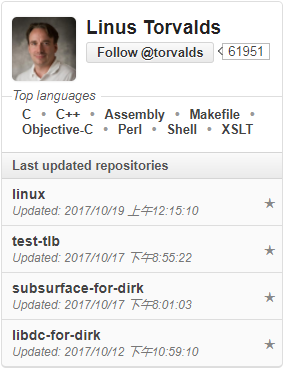 Linus Torvalds
Follow @torvalds 61951
Top languages
C • C++ • Assembly • Makefile •
Objective-C • Perl • Shell • XSLT
Last updated repositories
linux
Updated: 2017/10/19 上午12:15:10
test-tlb
Updated: 2017/10/17 下午8:55:22
subsurface-for-dirk
Updated: 2017/10/17 下午8:01:03
libdc-for-dirk
Updated: 2017/10/12 下午10:59:10